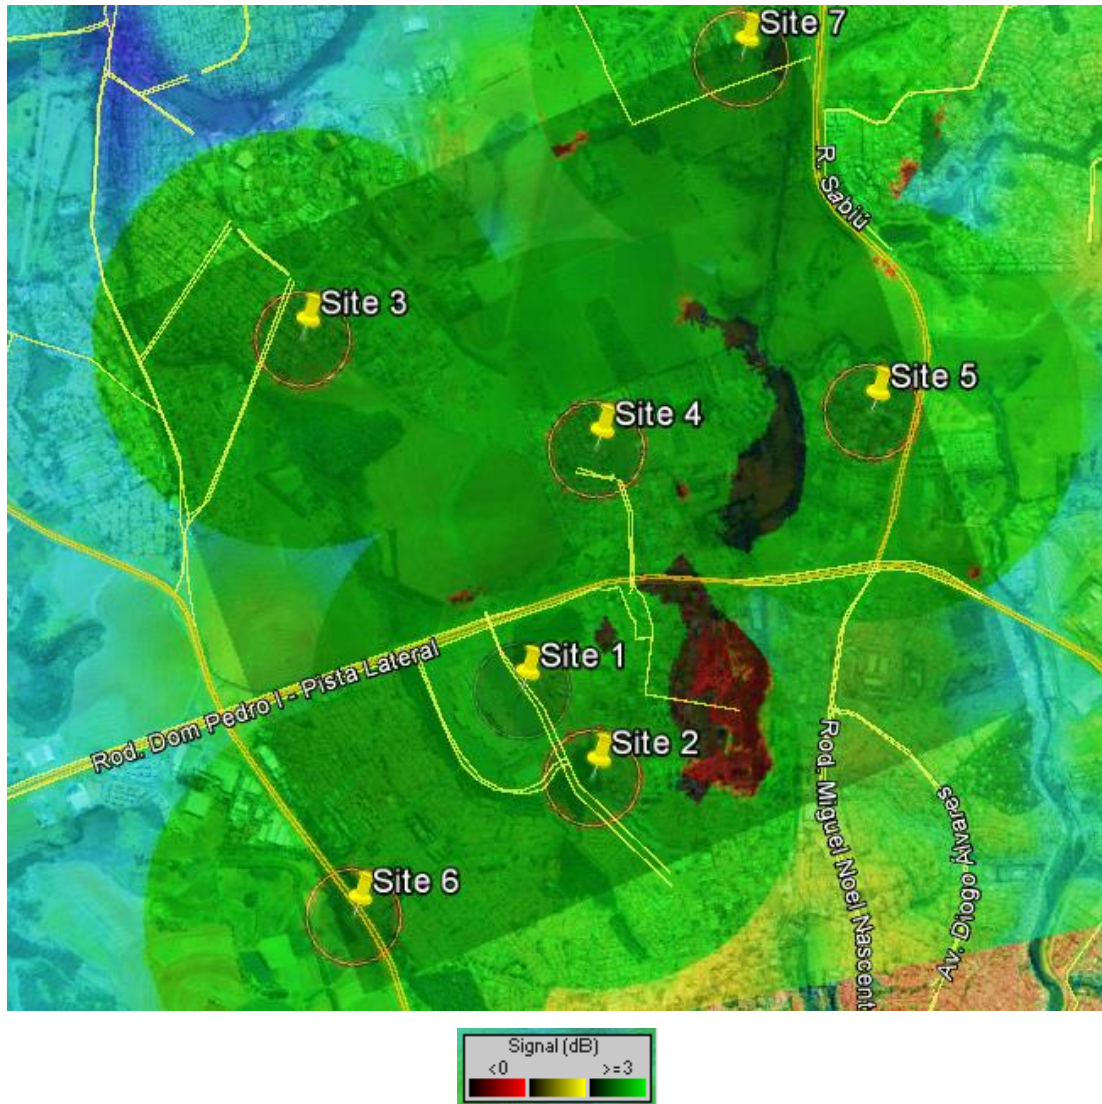 Site 7
R. Sabiú
Site 3
Site 5
Site 4
Site 1
Rod. Dom Pedro I - Pista Lateral
Site 2
Rod. Miguel Noel Nascent
Av. Diogo Álvares
Site 6
Signal (dB)
<0 >=3